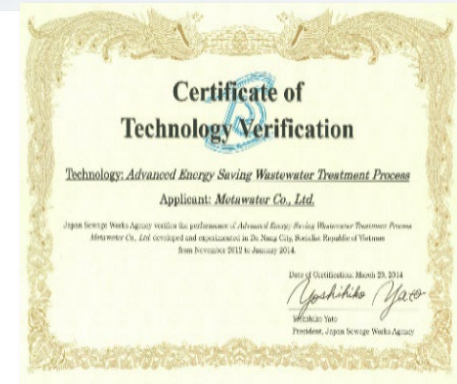 Certificate of
Technology Verification
Technology: Advanced Energy Saving Wastewater Treatment Process
Applicant: Metawater Co., Ltd.
Japan Sewage Works Agency verifies the performance of Advanced Energy Saving Wastewater Treatment Process
Metawater Co., Ltd developed and experimented in Da Nang City, Socialist Republic of Vietnam
from November 2012 to January 2014.
Date of Certification: March 20, 2014
Yoshihiko Yato
Yoshihiko Yato
President, Japan Sewage Works Agency